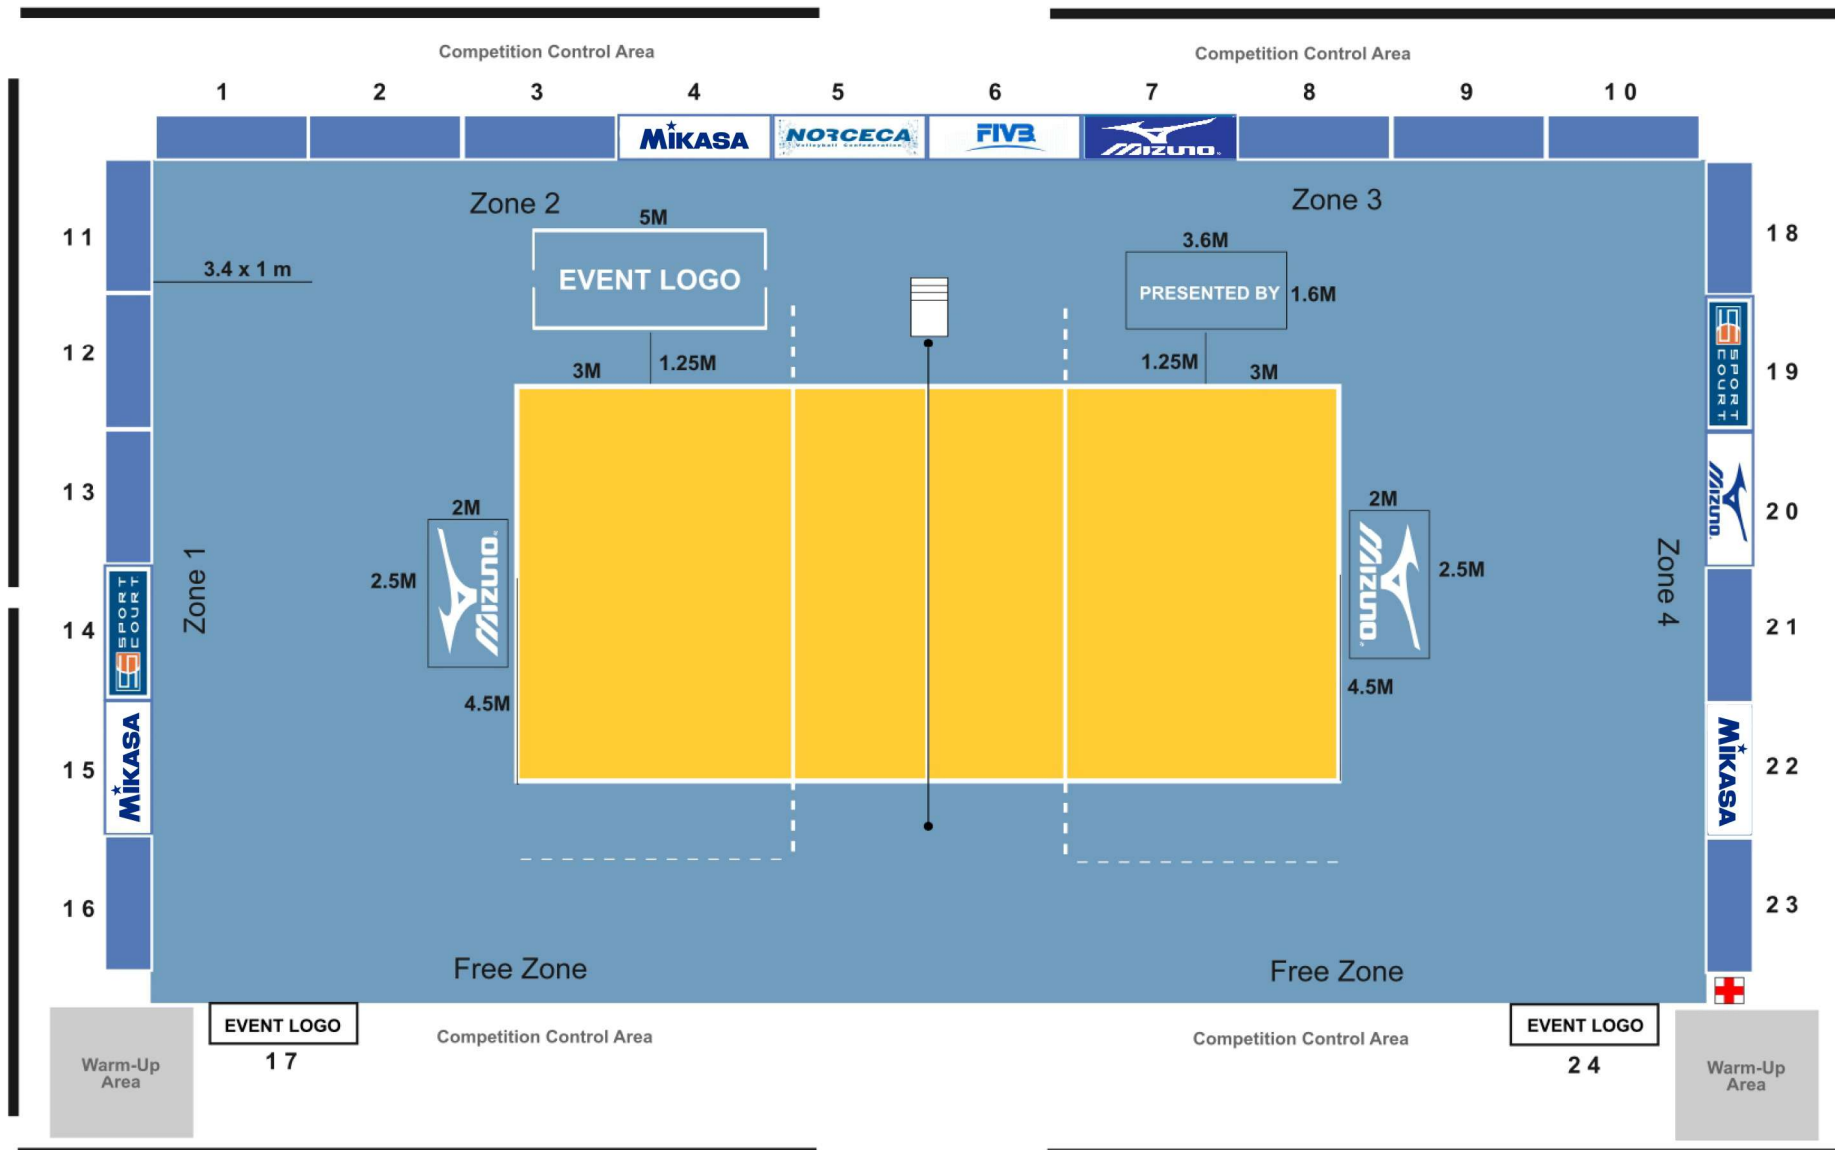 Competition Control Area
Competition Control Area
1 2 3 4 5 6 7 8 9 10
MIKASA
NORCECA
Volleyball Confederation
FIVB
MIZUNO
Zone 2
Zone 3
5M
EVENT LOGO
3.6M
PRESENTED BY
1.6M
11
18
3.4 x 1 m
12
3M
1.25M
1.25M
3M
SPORT
COURT
19
13
2M
MIZUNO
2.5M
2M
MIZUNO
2.5M
MIZUNO
20
SPORT
COURT
14
Zone 1
Zone 4
21
4.5M
4.5M
15
MIKASA
MIKASA
22
16
23
Free Zone
Free Zone
Warm-Up
Area
EVENT LOGO
17
Competition Control Area
Competition Control Area
EVENT LOGO
24
Warm-Up
Area